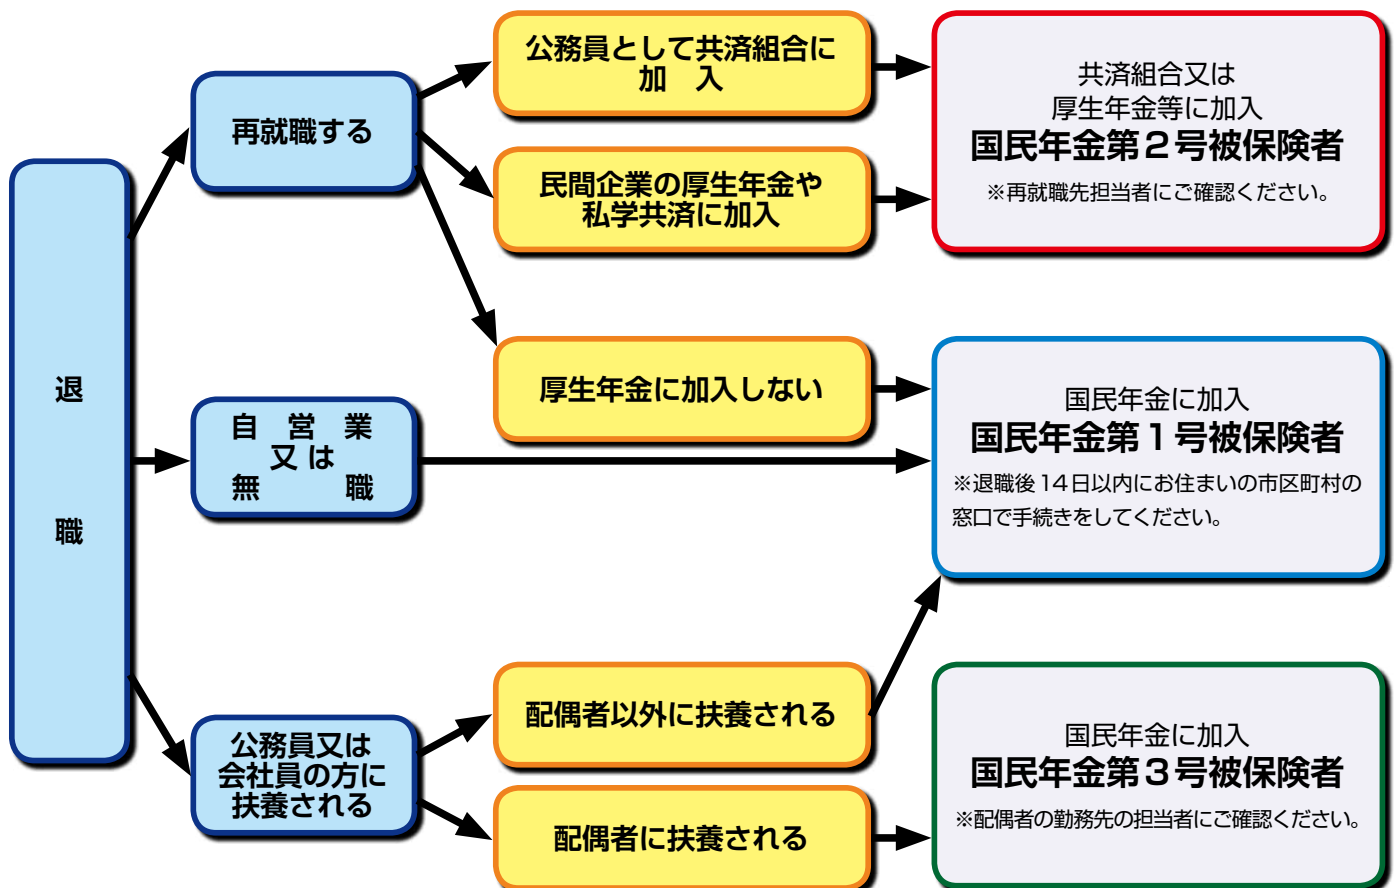 退
職
再就職する
自　営　業
又 は
無　　　職
公務員又は
会社員の方に
扶養される
公務員として共済組合に
加　入
民間企業の厚生年金や
私学共済に加入
厚生年金に加入しない
配偶者以外に扶養される
配偶者に扶養される
共済組合又は
厚生年金等に加入
国民年金第２号被保険者
※再就職先担当者にご確認ください。
国民年金に加入
国民年金第１号被保険者
※退職後14日以内にお住まいの市区町村の
窓口で手続きをしてください。
国民年金に加入
国民年金第３号被保険者
※配偶者の勤務先の担当者にご確認ください。